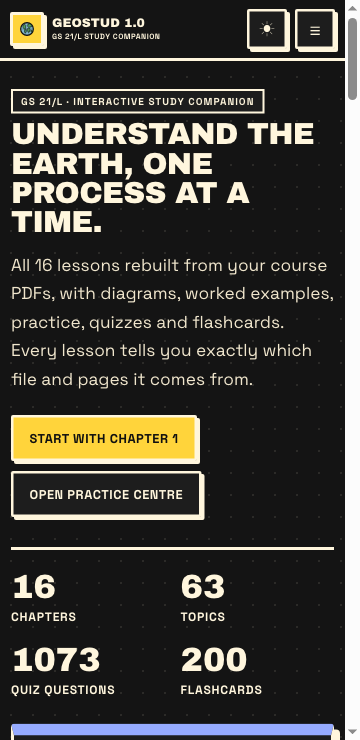 GEOSTUD 1.0
GS 21/L STUDY COMPANION
GS 21/L · INTERACTIVE STUDY COMPANION
UNDERSTAND THE
EARTH, ONE
PROCESS AT A
TIME.
All 16 lessons rebuilt from your course
PDFs, with diagrams, worked examples,
practice, quizzes and flashcards.
Every lesson tells you exactly which
file and pages it comes from.
START WITH CHAPTER 1
OPEN PRACTICE CENTRE
16 63
CHAPTERS TOPICS
1073 200
QUIZ QUESTIONS FLASHCARDS